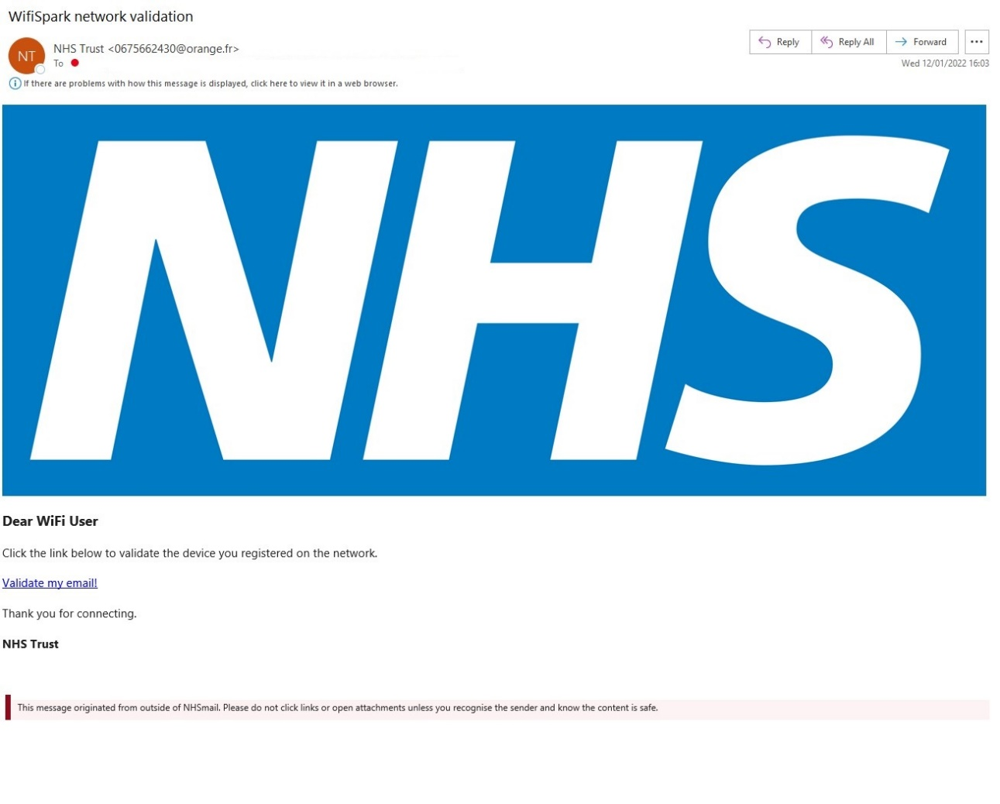 WifiSpark network validation
NT
NHS Trust <0675662430@orange.fr>
To
Reply
Reply All
Forward
Wed 12/01/2022 16:03
If there are problems with how this message is displayed, click here to view it in a web browser.
NHS
Dear WiFi User
Click the link below to validate the device you registered on the network.
Validate my email!
Thank you for connecting.
NHS Trust
This message originated from outside of NHSmail. Please do not click links or open attachments unless you recognise the sender and know the content is safe.